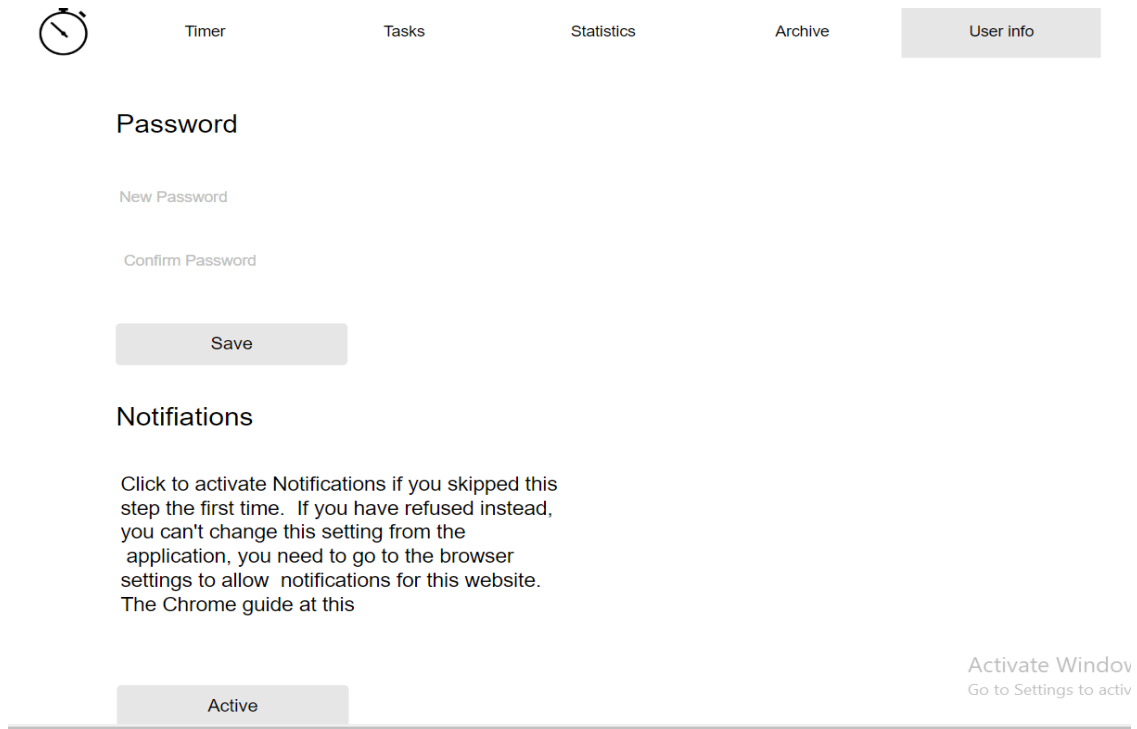 Timer Tasks Statistics Archive User info
Password
New Password
Confirm Password
Save
Notifiations
Click to activate Notifications if you skipped this
step the first time.  If you have refused instead,
you can't change this setting from the
application, you need to go to the browser
settings to allow  notifications for this website.
The Chrome guide at this
Activate Window
Go to Settings to activ
Active